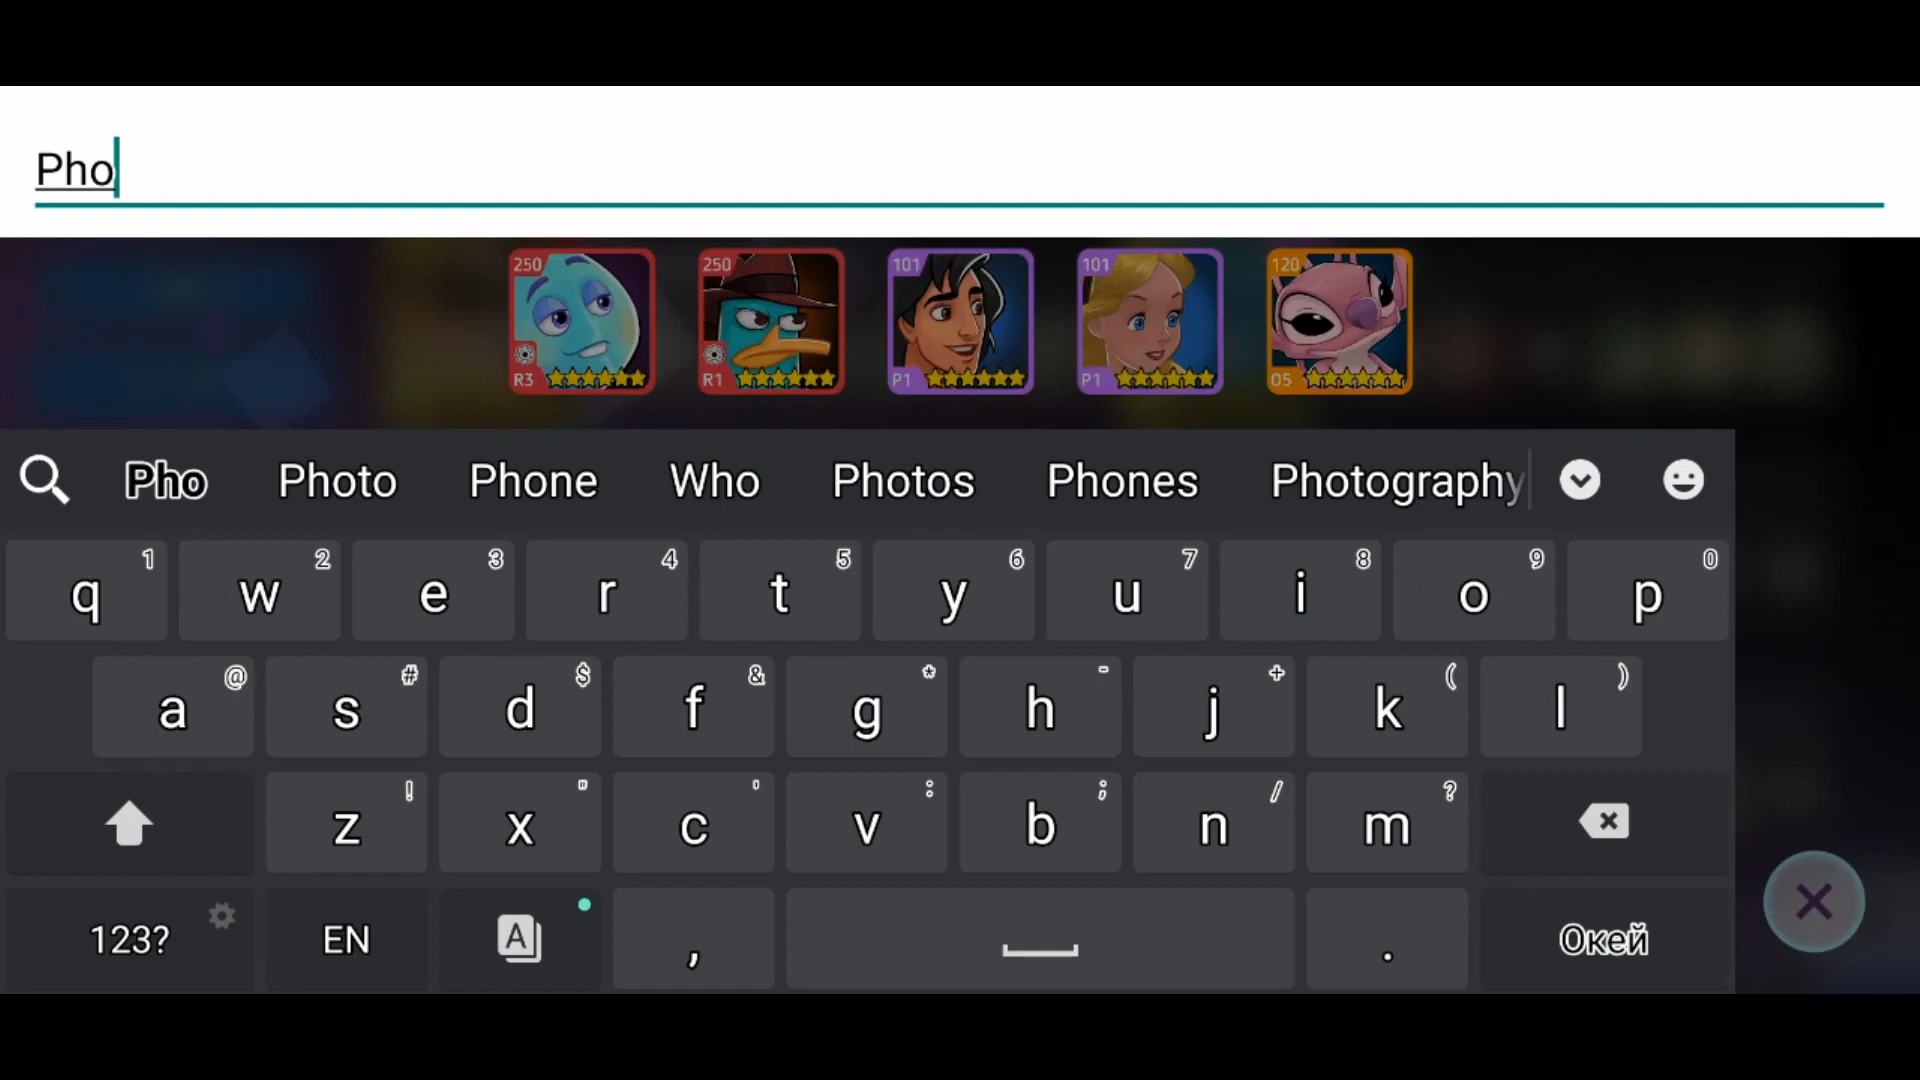 Pho
250 250 101 101 120
R3 R1 P1 P1 O5
Pho Photo Phone Who Photos Phones Photography
1 2 3 4 5 6 7 8 9 0
q w e r t y u i o p
@ # $ & * - + ( )
a s d f g h j k l
! " ' : ; / ?
z x c v b n m
123? EN A , . Окей